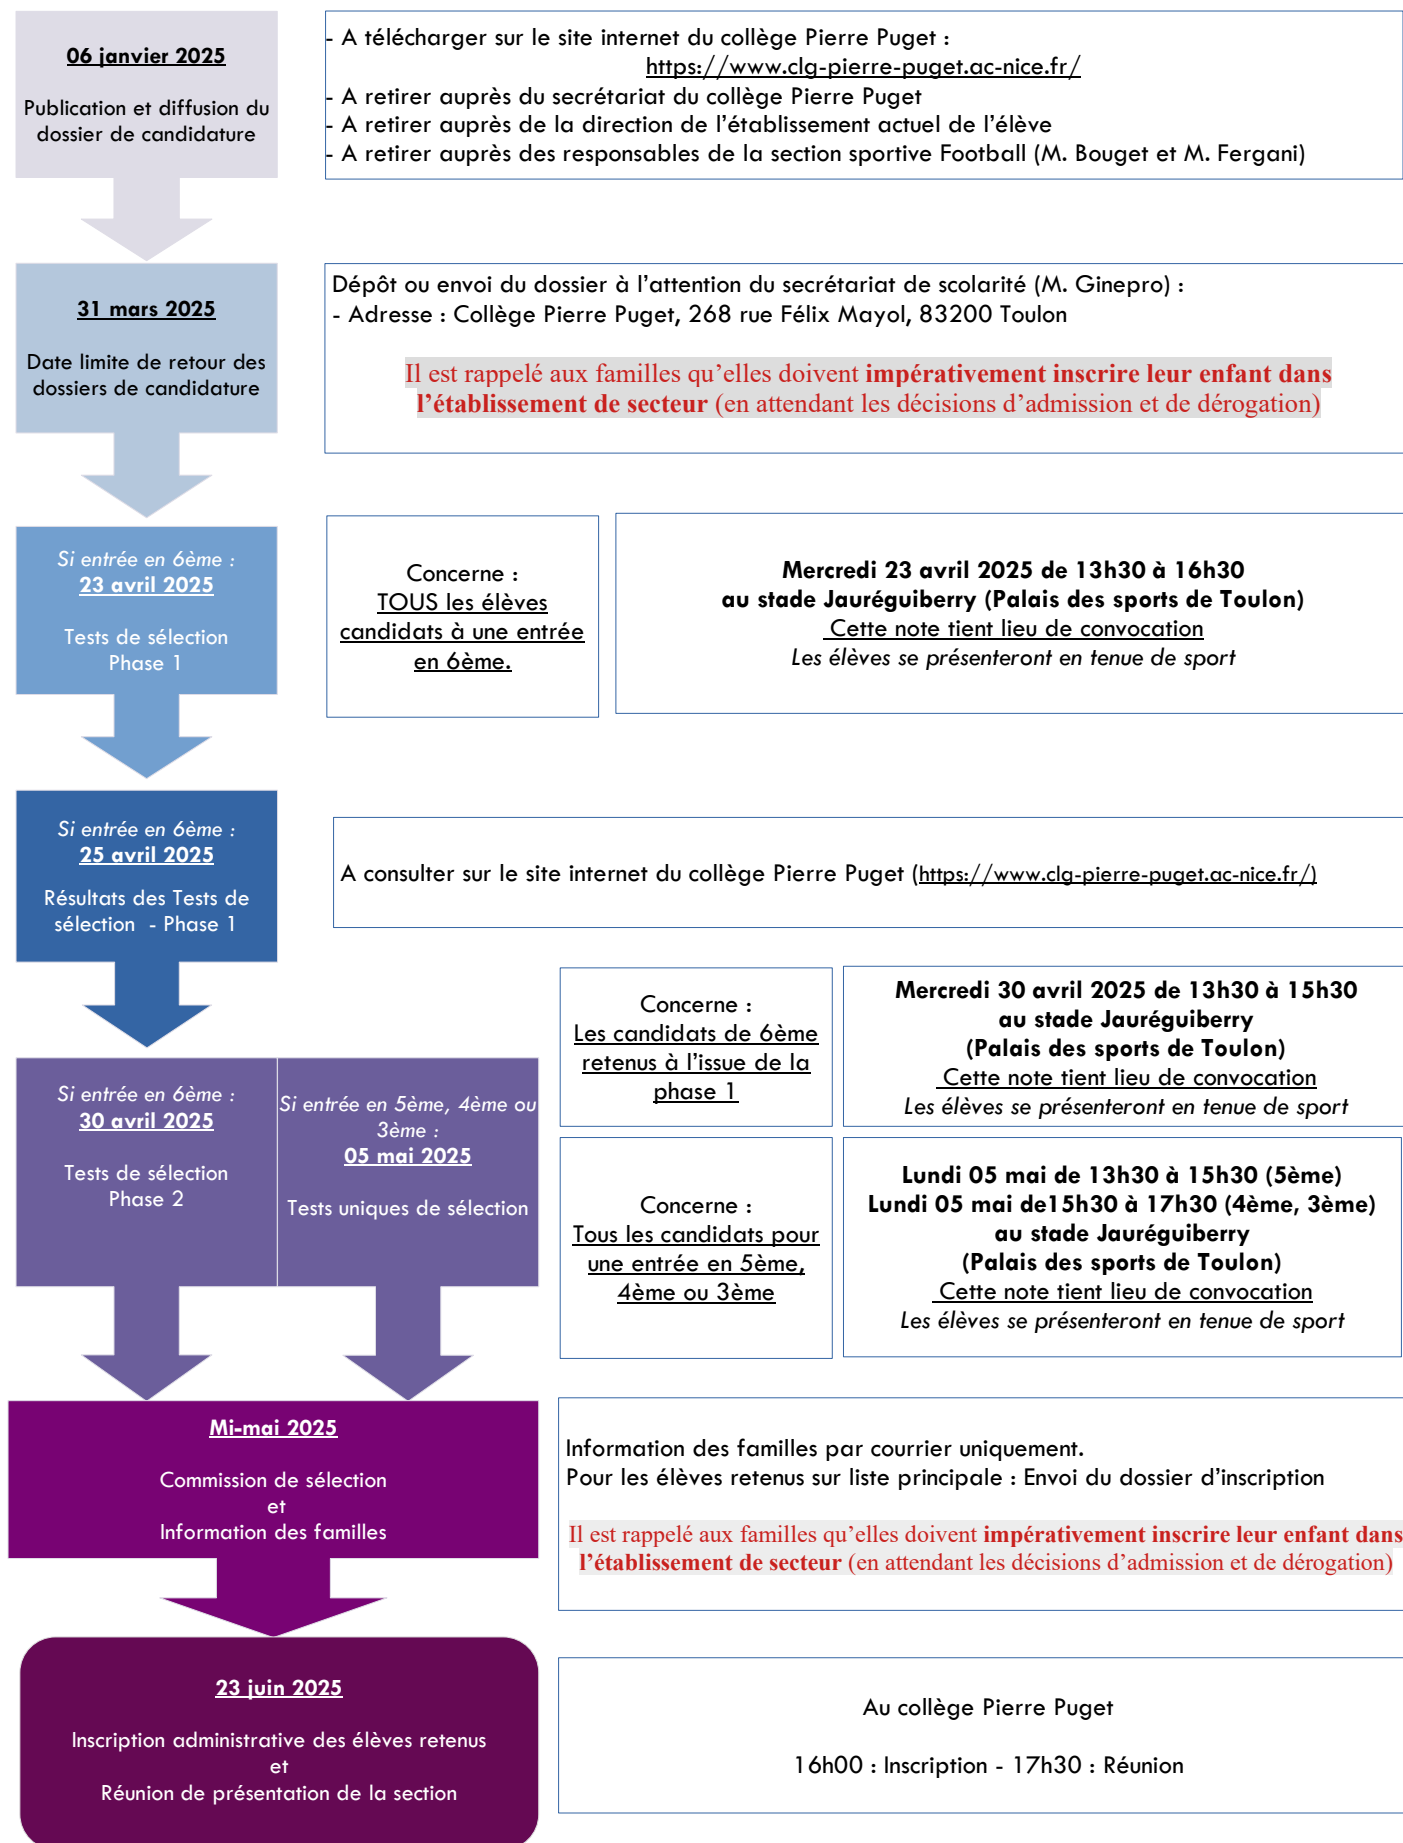 06 janvier 2025
Publication et diffusion du
dossier de candidature
- A télécharger sur le site internet du collège Pierre Puget :
https://www.clg-pierre-puget.ac-nice.fr/
- A retirer auprès du secrétariat du collège Pierre Puget
- A retirer auprès de la direction de l'établissement actuel de l'élève
- A retirer auprès des responsables de la section sportive Football (M. Bouget et M. Fergani)
31 mars 2025
Date limite de retour des
dossiers de candidature
Dépôt ou envoi du dossier à l'attention du secrétariat de scolarité (M. Ginepro) :
- Adresse : Collège Pierre Puget, 268 rue Félix Mayol, 83200 Toulon
Il est rappelé aux familles qu'elles doivent impérativement inscrire leur enfant dans
l'établissement de secteur (en attendant les décisions d'admission et de dérogation)
Si entrée en 6ème :
23 avril 2025
Tests de sélection
Phase 1
Concerne :
TOUS les élèves
candidats à une entrée
en 6ème.
Mercredi 23 avril 2025 de 13h30 à 16h30
au stade Jauréguiberry (Palais des sports de Toulon)
Cette note tient lieu de convocation
Les élèves se présenteront en tenue de sport
Si entrée en 6ème :
25 avril 2025
Résultats des Tests de
sélection - Phase 1
A consulter sur le site internet du collège Pierre Puget (https://www.clg-pierre-puget.ac-nice.fr/)
Si entrée en 6ème :
30 avril 2025
Tests de sélection
Phase 2
Si entrée en 5ème, 4ème ou
3ème :
05 mai 2025
Tests uniques de sélection
Concerne :
Les candidats de 6ème
retenus à l'issue de la
phase 1
Mercredi 30 avril 2025 de 13h30 à 15h30
au stade Jauréguiberry
(Palais des sports de Toulon)
Cette note tient lieu de convocation
Les élèves se présenteront en tenue de sport
Concerne :
Tous les candidats pour
une entrée en 5ème,
4ème ou 3ème
Lundi 05 mai de 13h30 à 15h30 (5ème)
Lundi 05 mai de15h30 à 17h30 (4ème, 3ème)
au stade Jauréguiberry
(Palais des sports de Toulon)
Cette note tient lieu de convocation
Les élèves se présenteront en tenue de sport
Mi-mai 2025
Commission de sélection
et
Information des familles
Information des familles par courrier uniquement.
Pour les élèves retenus sur liste principale : Envoi du dossier d'inscription
Il est rappelé aux familles qu'elles doivent impérativement inscrire leur enfant dans
l'établissement de secteur (en attendant les décisions d'admission et de dérogation)
23 juin 2025
Inscription administrative des élèves retenus
et
Réunion de présentation de la section
Au collège Pierre Puget
16h00 : Inscription - 17h30 : Réunion